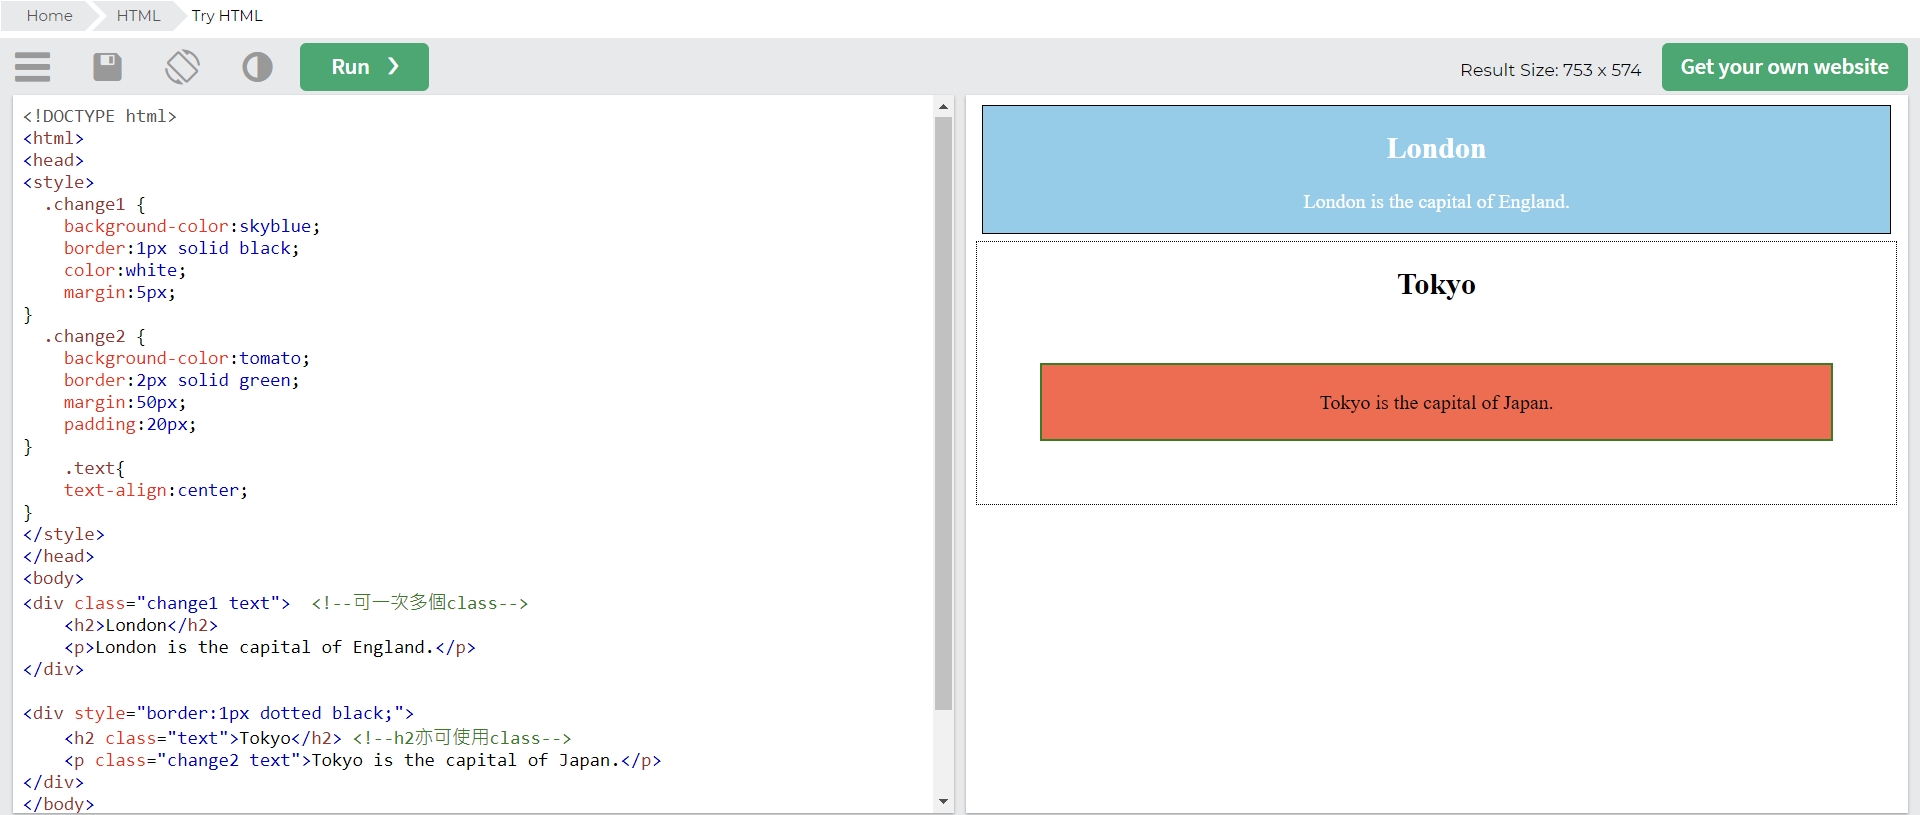 Home HTML Try HTML
Run ❯ Result Size: 753 x 574 Get your own website
<!DOCTYPE html>
<html>
<head>
<style>
  .change1 {
    background-color:skyblue;
    border:1px solid black;
    color:white;
    margin:5px;
}
  .change2 {
    background-color:tomato;
    border:2px solid green;
    margin:50px;
    padding:20px;
}
    .text{
    text-align:center;
}
</style>
</head>
<body>
<div class="change1 text">  <!--可一次多個class-->
    <h2>London</h2>
    <p>London is the capital of England.</p>
</div>

<div style="border:1px dotted black;">
    <h2 class="text">Tokyo</h2> <!--h2亦可使用class-->
    <p class="change2 text">Tokyo is the capital of Japan.</p>
</div>
</body>
London
London is the capital of England.
Tokyo
Tokyo is the capital of Japan.